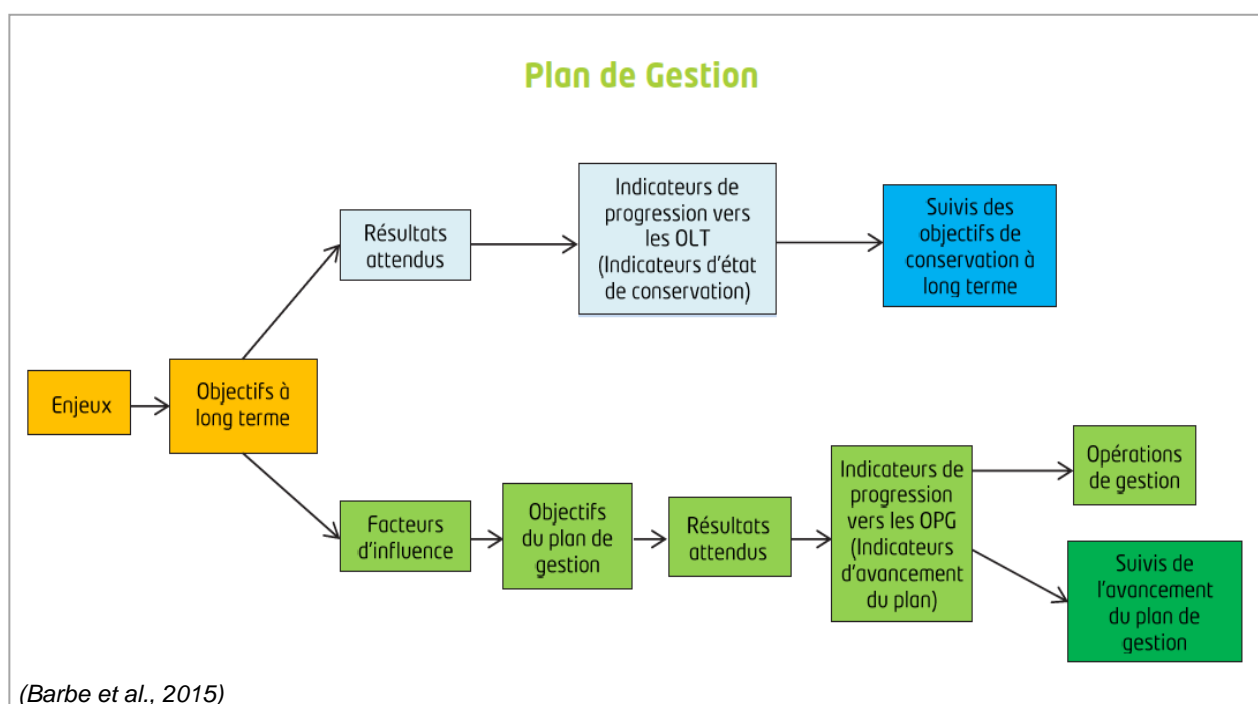 Plan de Gestion
Résultats
attendus
Indicateurs de
progression vers
les OLT
(Indicateurs d'état
de conservation)
Suivis des
objectifs de
conservation à
long terme
Enjeux
Objectifs à
long terme
Facteurs
d'influence
Objectifs
du plan de
gestion
Résultats
attendus
Indicateurs de
progression
vers les OPG
(Indicateurs
d'avancement
du plan)
Opérations
de gestion
Suivis de
l'avancement
du plan de
gestion
(Barbe et al., 2015)